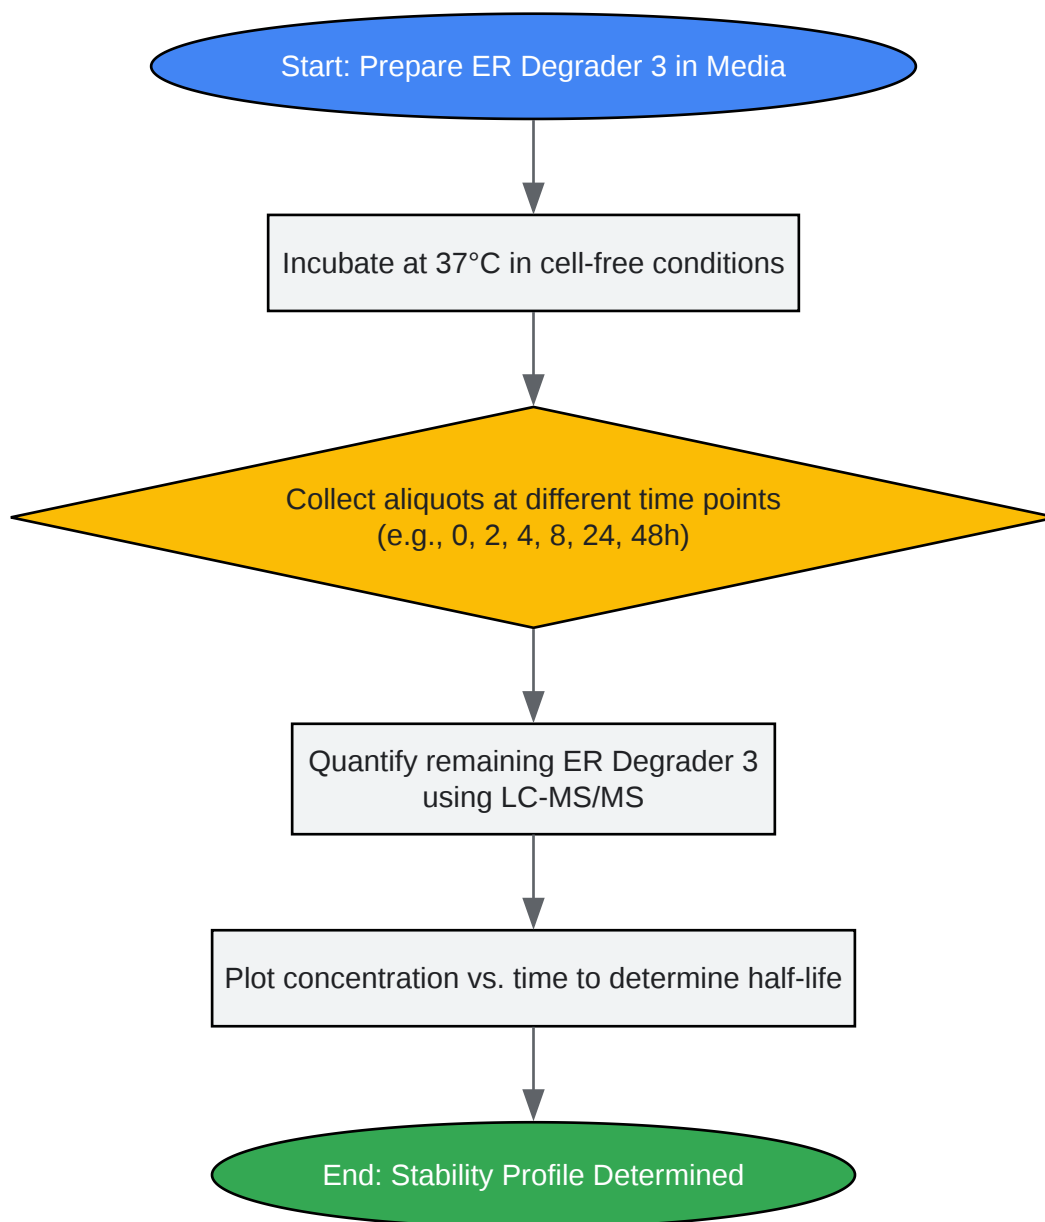 Start: Prepare ER Degrader 3 in Media
Incubate at 37°C in cell-free conditions
Collect aliquots at different time points
(e.g., 0, 2, 4, 8, 24, 48h)
Quantify remaining ER Degrader 3
using LC-MS/MS
Plot concentration vs. time to determine half-life
End: Stability Profile Determined